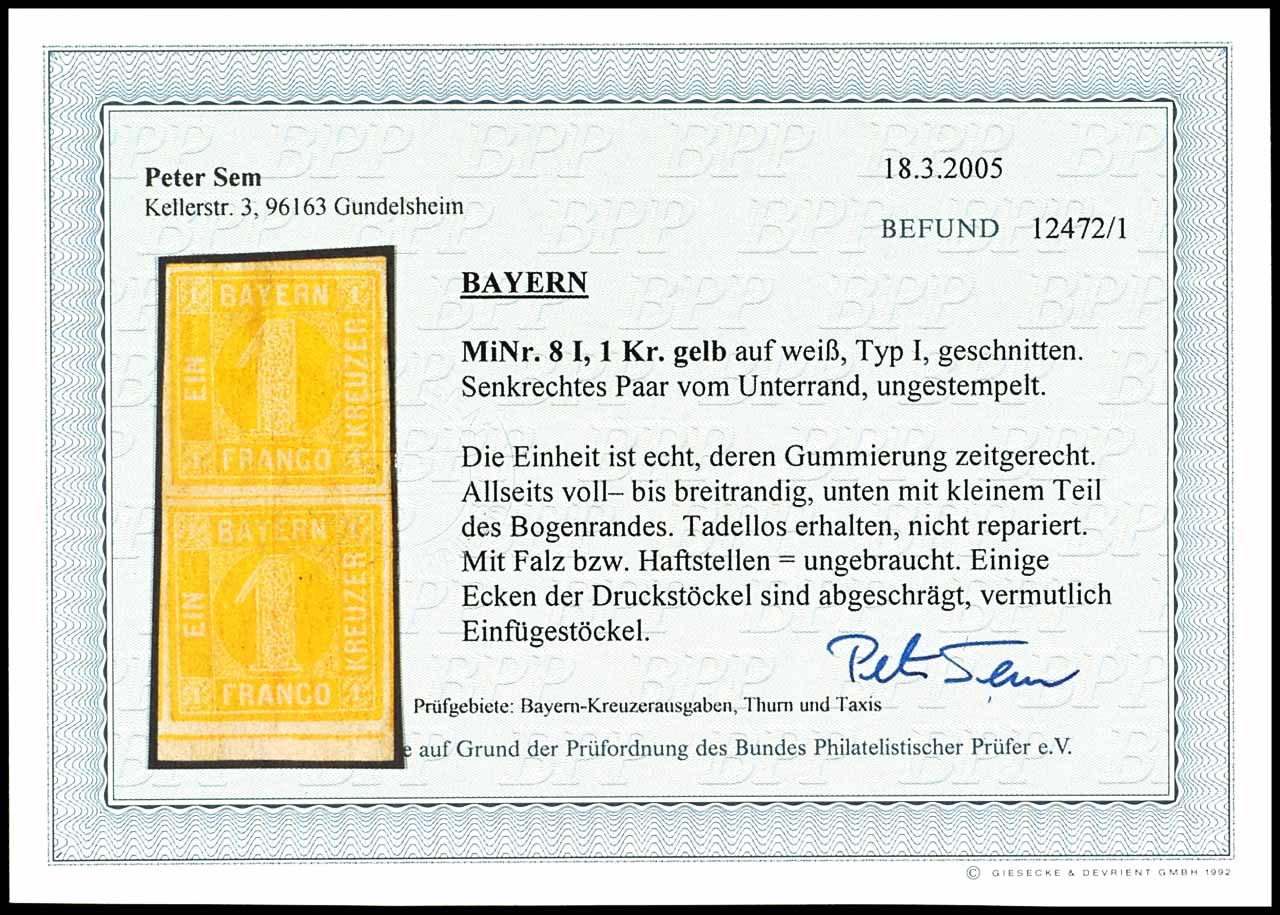 Peter Sem
Kellerstr. 3, 96163 Gundelsheim
18.3.2005
BEFUND 12472/1
BAYERN
MiNr. 8 I, 1 Kr. gelb auf weiß, Typ I, geschnitten.
Senkrechtes Paar vom Unterrand, ungestempelt.
Die Einheit ist echt, deren Gummierung zeitgerecht.
Allseits voll– bis breitrandig, unten mit kleinem Teil
des Bogenrandes. Tadellos erhalten, nicht repariert.
Mit Falz bzw. Haftstellen = ungebraucht. Einige
Ecken der Druckstöckel sind abgeschrägt, vermutlich
Einfügestöckel.
Peter Sem
Prüfgebiete: Bayern-Kreuzerausgaben, Thurn und Taxis
e auf Grund der Prüfordnung des Bundes Philatelistischer Prüfer e.V.
1 BAYERN 1
EIN
1
KREUZER
1 FRANCO 1
1 BAYERN 1
EIN
1
KREUZER
1 FRANCO 1
© GIESECKE & DEVRIENT GMBH 1992